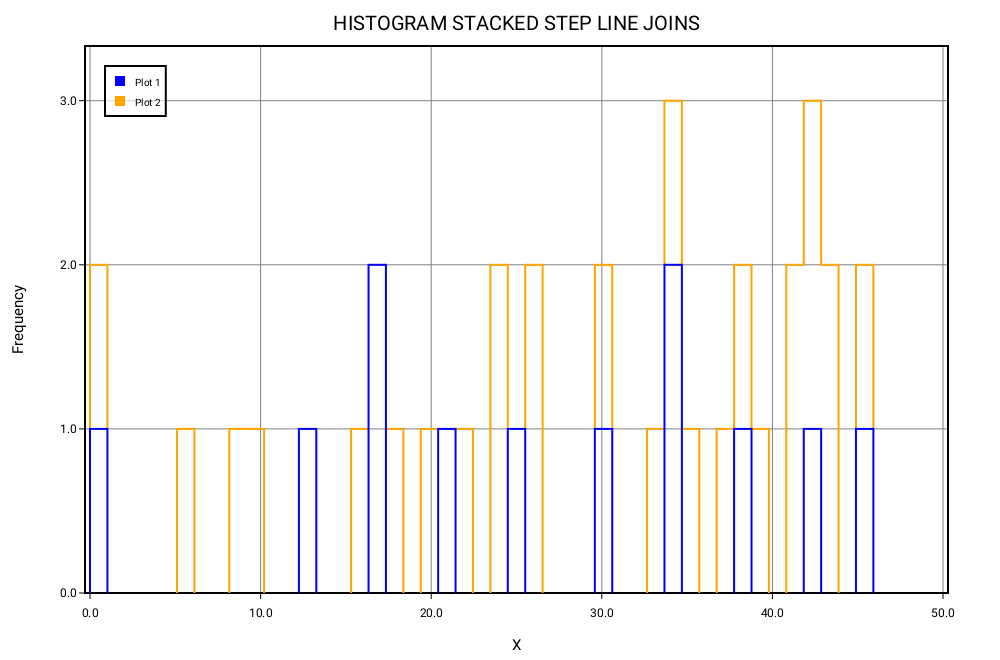 HISTOGRAM STACKED STEP LINE JOINS
Plot 1
Plot 2
Frequency
3.0
2.0
1.0
0.0
0.0 10.0 20.0 30.0 40.0 50.0
X